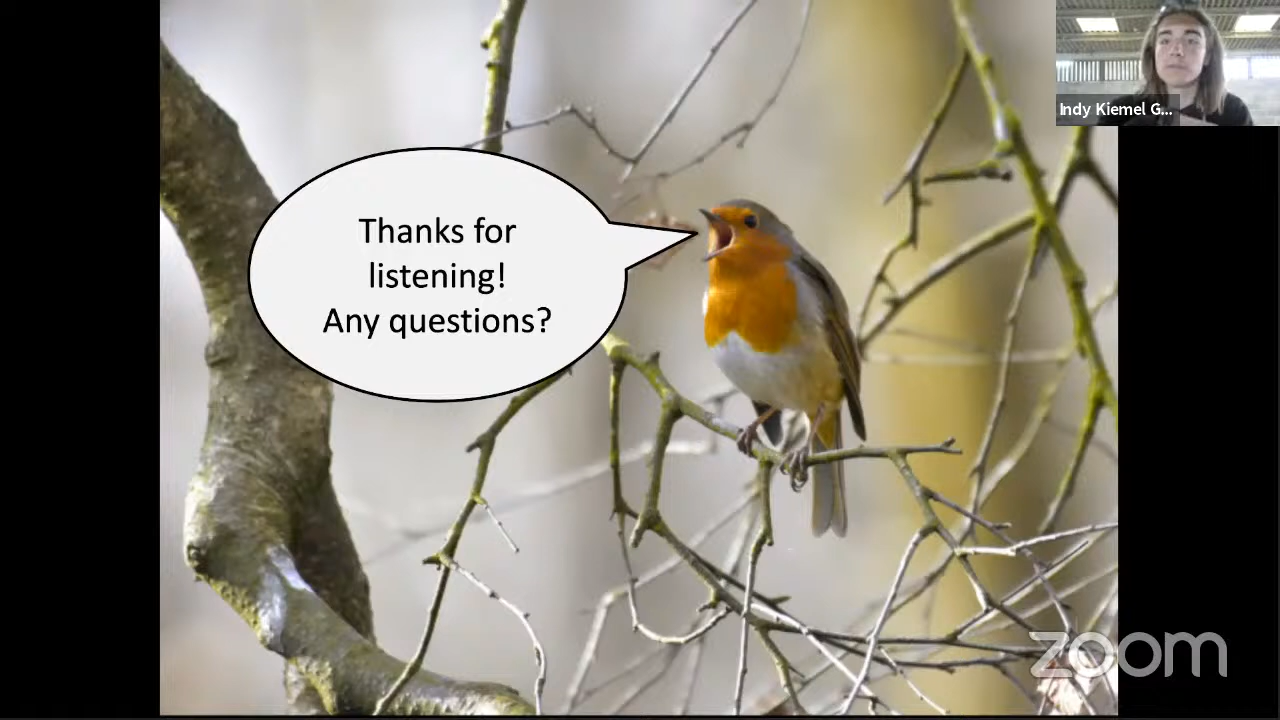 Indy Kiemel G...
Thanks for
listening!
Any questions?
zoom